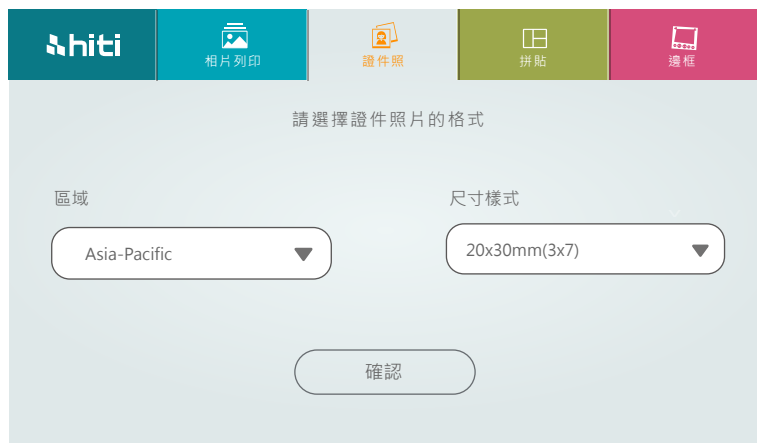 hiti
相片列印
證件照
拼貼
邊框
請選擇證件照片的格式
區域
尺寸樣式
Asia-Pacific
20x30mm(3x7)
確認